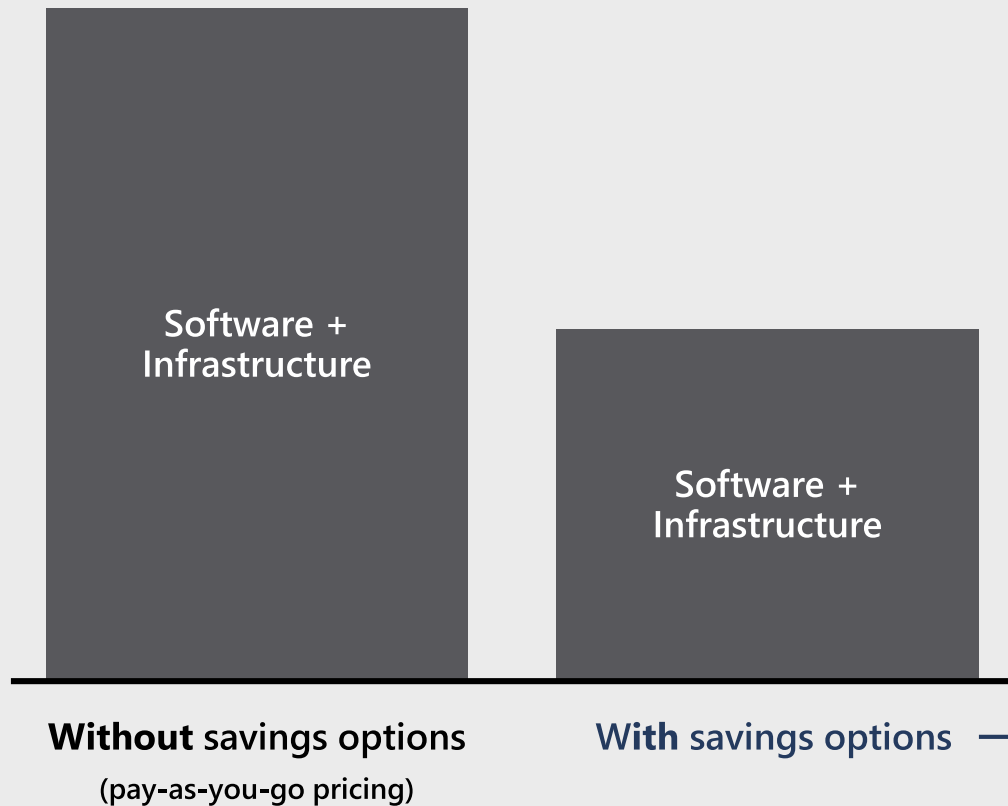 Software +
Infrastructure
Software +
Infrastructure
Without savings options
(pay-as-you-go pricing)
With savings options